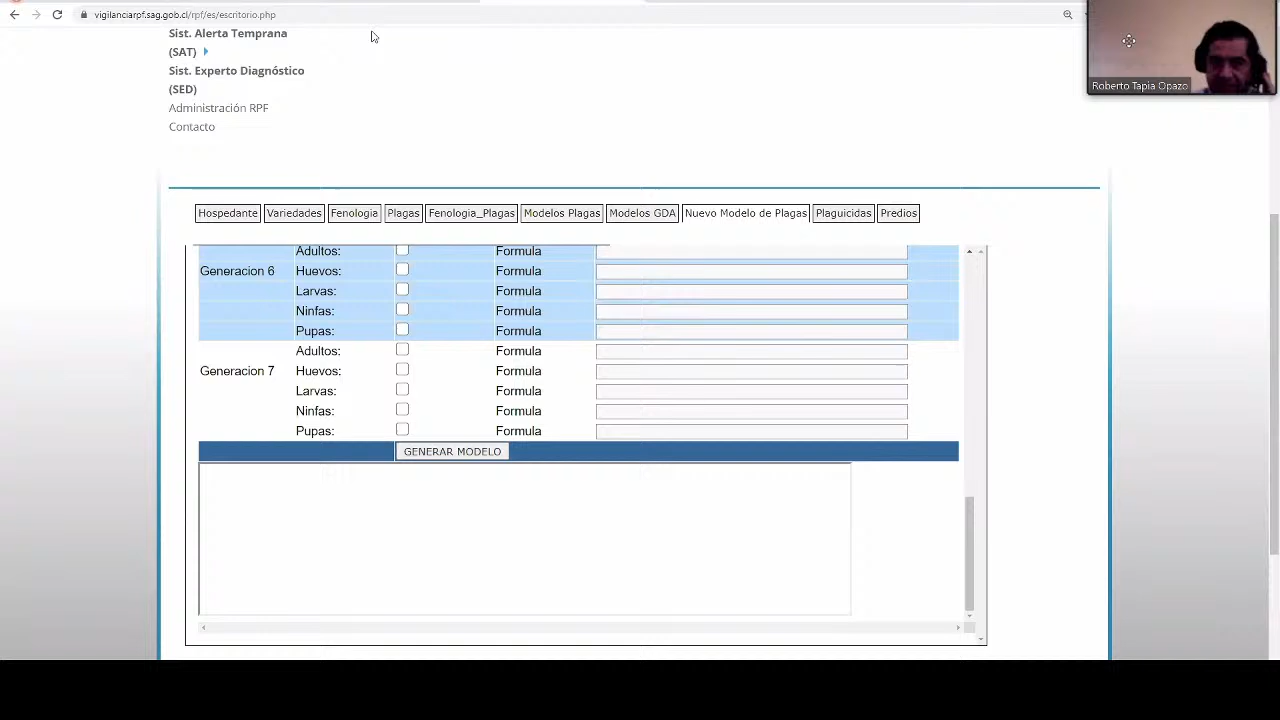 vigilanciarpf.sag.gob.cl/rpf/es/escritorio.php
Roberto Tapia Opazo
Sist. Alerta Temprana
(SAT)
Sist. Experto Diagnóstico
(SED)
Administración RPF
Contacto
Hospedante Variedades Fenologia Plagas Fenologia_Plagas Modelos Plagas Modelos GDA Nuevo Modelo de Plagas Plaguicidas Predios
Adultos: Formula
Generacion 6 Huevos: Formula
Larvas: Formula
Ninfas: Formula
Pupas: Formula
Adultos: Formula
Generacion 7 Huevos: Formula
Larvas: Formula
Ninfas: Formula
Pupas: Formula
GENERAR MODELO